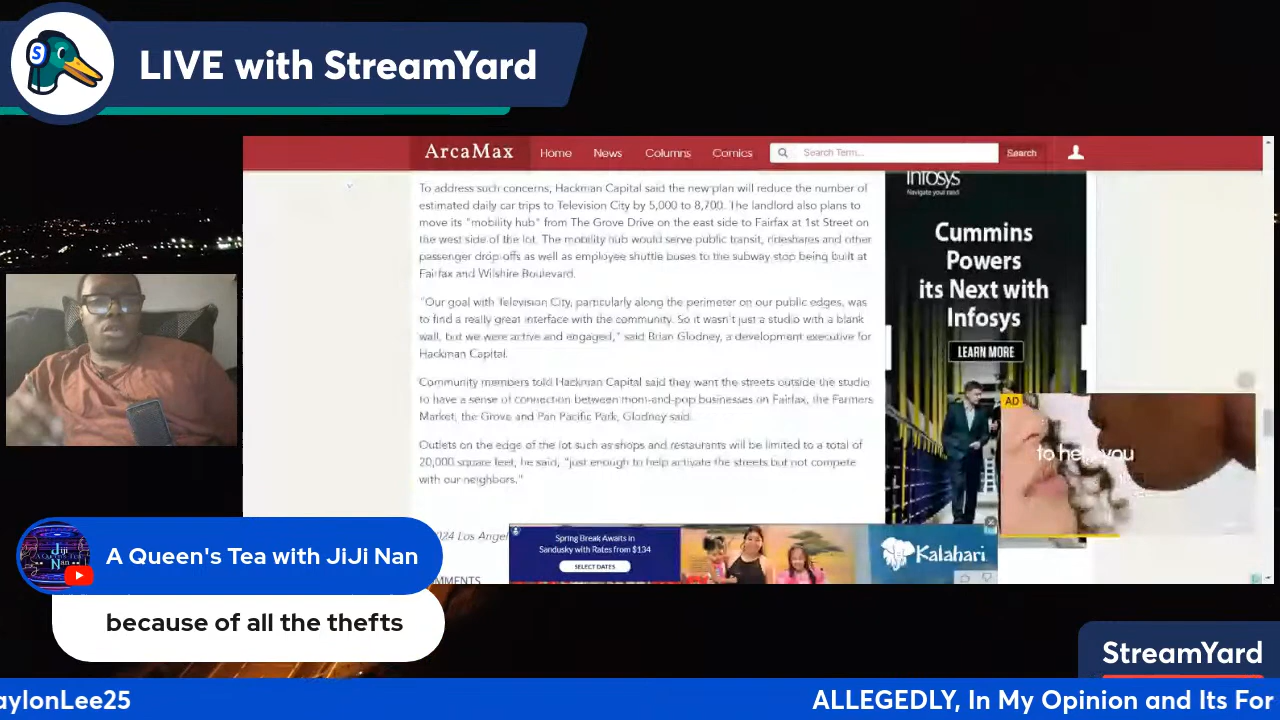 S
LIVE with StreamYard
ArcaMax
Home
News
Columns
Comics
Search Term...
Search
To address such concerns, Hackman Capital said the new plan will reduce the number of
estimated daily car trips to Television City by 5,000 to 8,700. The landlord also plans to
move its "mobility hub" from The Grove Drive on the east side to Fairfax at 1st Street on
the west side of the lot. The mobility hub would serve public transit, rideshares and other
passenger drop-offs as well as employee shuttle buses to the subway stop being built at
Fairfax and Wilshire Boulevard.
"Our goal with Television City, particularly along the perimeter on our public edges, was
to find a really great interface with the community. So it wasn't just a studio with a blank
wall, but we were active and engaged," said Brian Glodney, a development executive for
Hackman Capital.
Community members told Hackman Capital said they want the streets outside the studio
to have a sense of connection between mom-and-pop businesses on Fairfax, the Farmers
Market, the Grove and Pan Pacific Park, Glodney said.
Outlets on the edge of the lot such as shops and restaurants will be limited to a total of
20,000 square feet, he said, "just enough to help activate the streets but not compete
with our neighbors."
2024 Los Angel
MMENTS
Infosys
Navigate your next
Cummins
Powers
its Next with
Infosys
LEARN MORE
AD
to help you
Spring Break Awaits in
Sandusky with Rates from $134
SELECT DATES
Kalahari
Jiji
Nan
A Queen's Tea with JiJi Nan
because of all the thefts
StreamYard
aylonLee25
ALLEGEDLY, In My Opinion and Its For